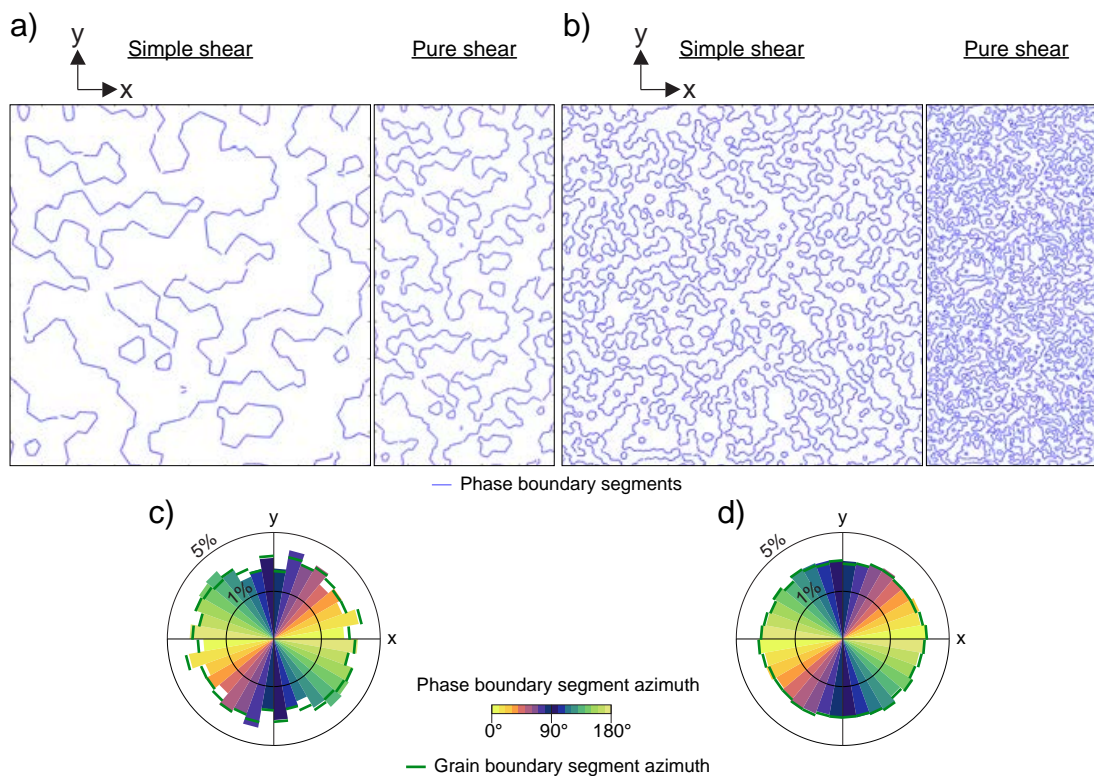 a)
y
x
Simple shear
Pure shear
b)
y
x
Simple shear
Pure shear
Phase boundary segments
c)
y
5%
1%
x
d)
y
5%
1%
x
Phase boundary segment azimuth
0° 90° 180°
Grain boundary segment azimuth